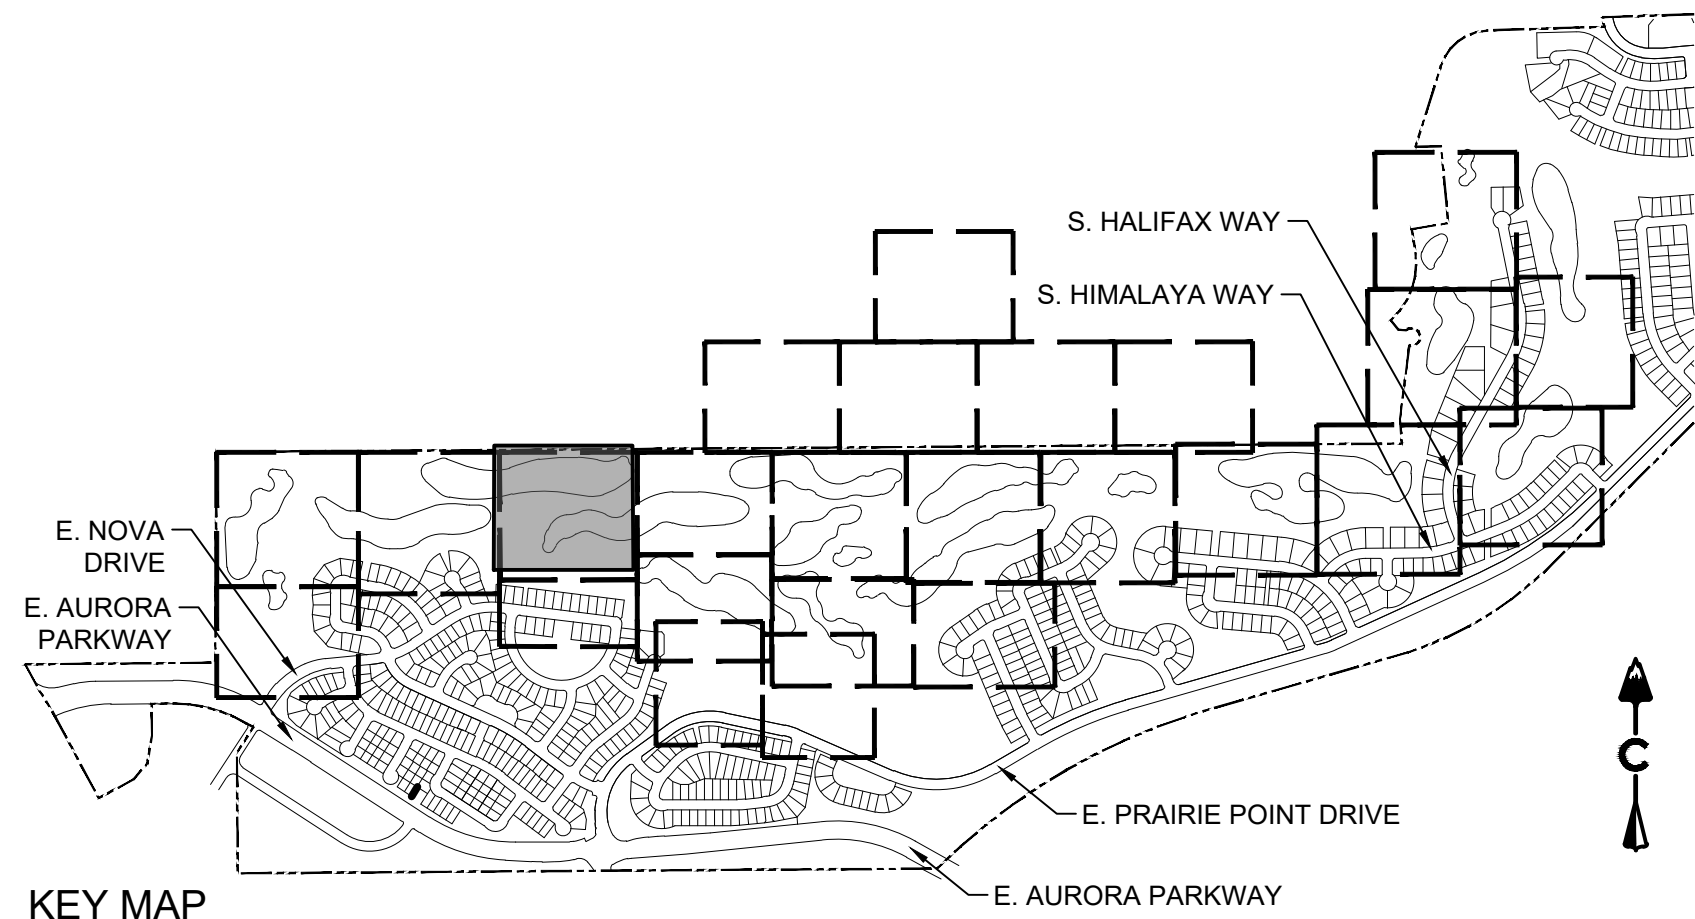 S. HALIFAX WAY
S. HIMALAYA WAY
E. NOVA
DRIVE
E. AURORA
PARKWAY
C
E. PRAIRIE POINT DRIVE
E. AURORA PARKWAY
KEY MAP